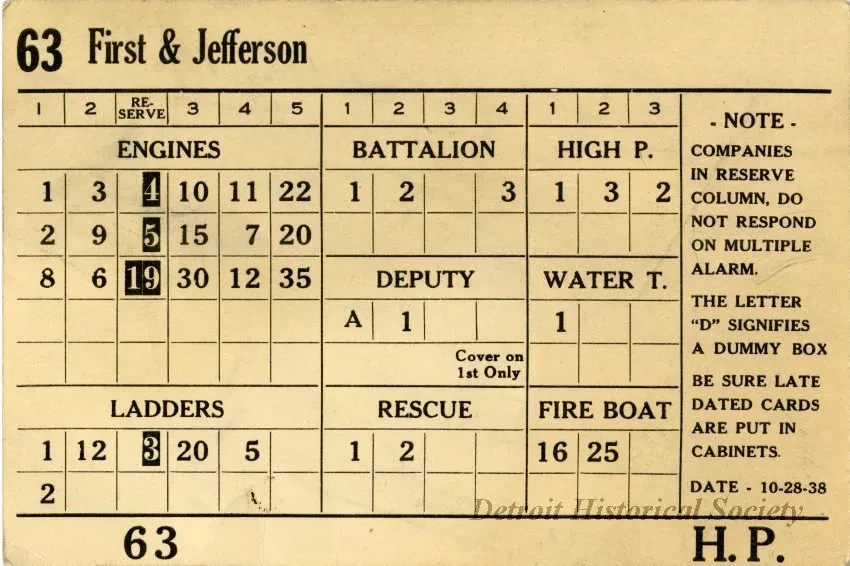 63 First & Jefferson
1 2 RE-SERVE 3 4 5 1 2 3 4 1 2 3
ENGINES BATTALION HIGH P.
1 3 4 10 11 22 1 2 3 1 3 2
2 9 5 15 7 20
8 6 19 30 12 35
DEPUTY WATER T.
A 1 1
Cover on
1st Only
LADDERS RESCUE FIRE BOAT
1 12 3 20 5 1 2 16 25
2
- NOTE -
COMPANIES
IN RESERVE
COLUMN, DO
NOT RESPOND
ON MULTIPLE
ALARM.
THE LETTER
"D" SIGNIFIES
A DUMMY BOX
BE SURE LATE
DATED CARDS
ARE PUT IN
CABINETS.
DATE - 10-28-38
Detroit Historical Society
63 H.P.